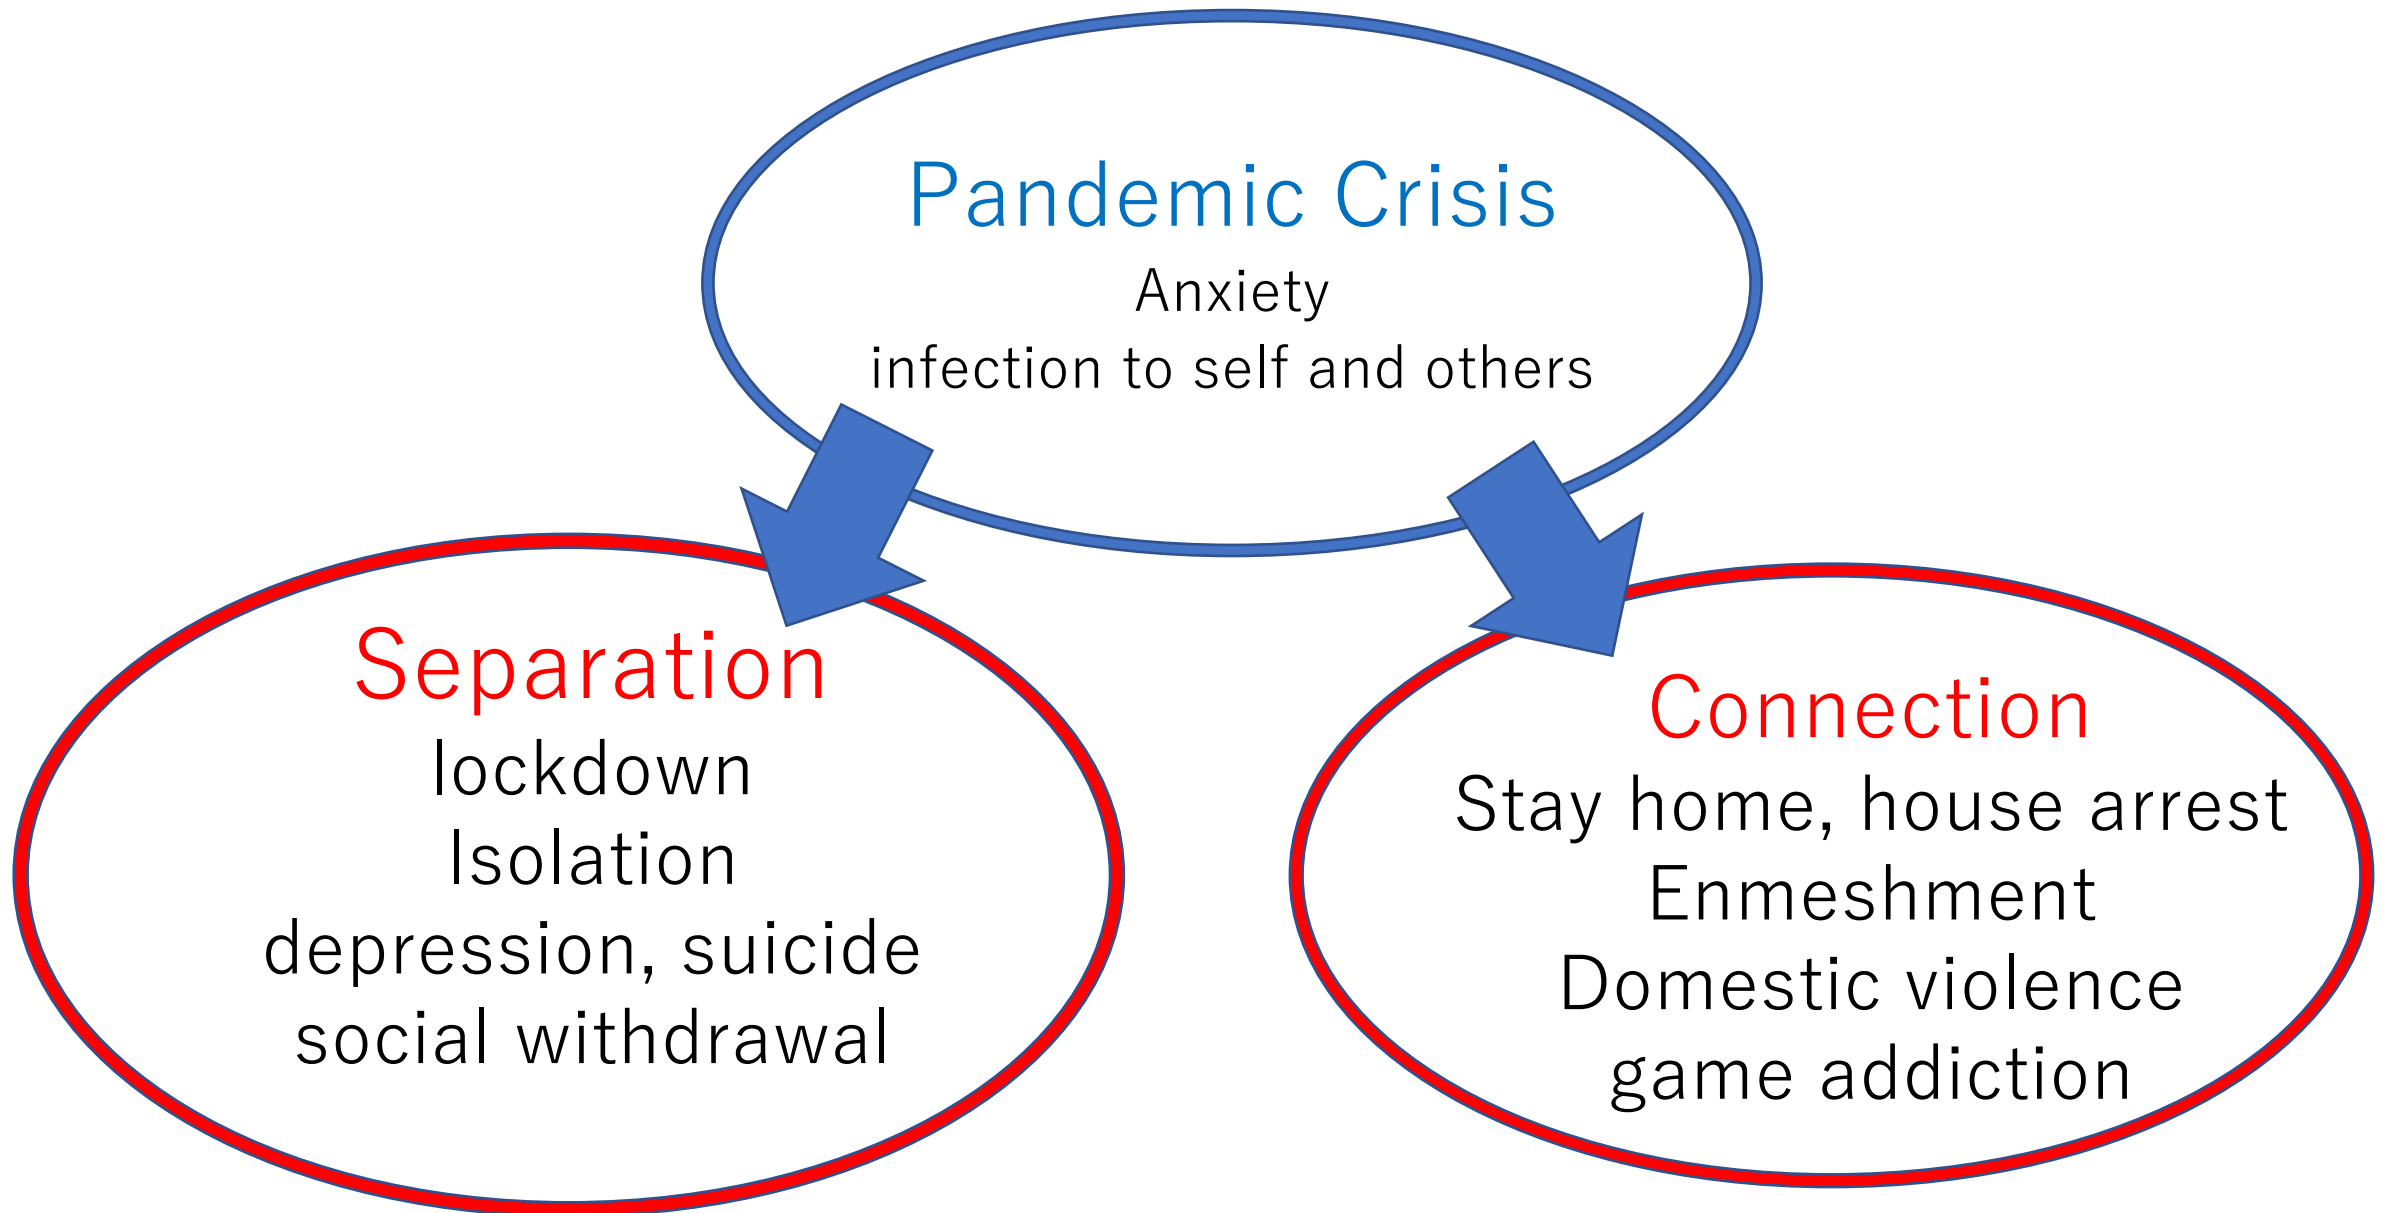 Pandemic Crisis
Anxiety
infection to self and others
Separation
lockdown
Isolation
depression, suicide
social withdrawal
Connection
Stay home, house arrest
Enmeshment
Domestic violence
game addiction